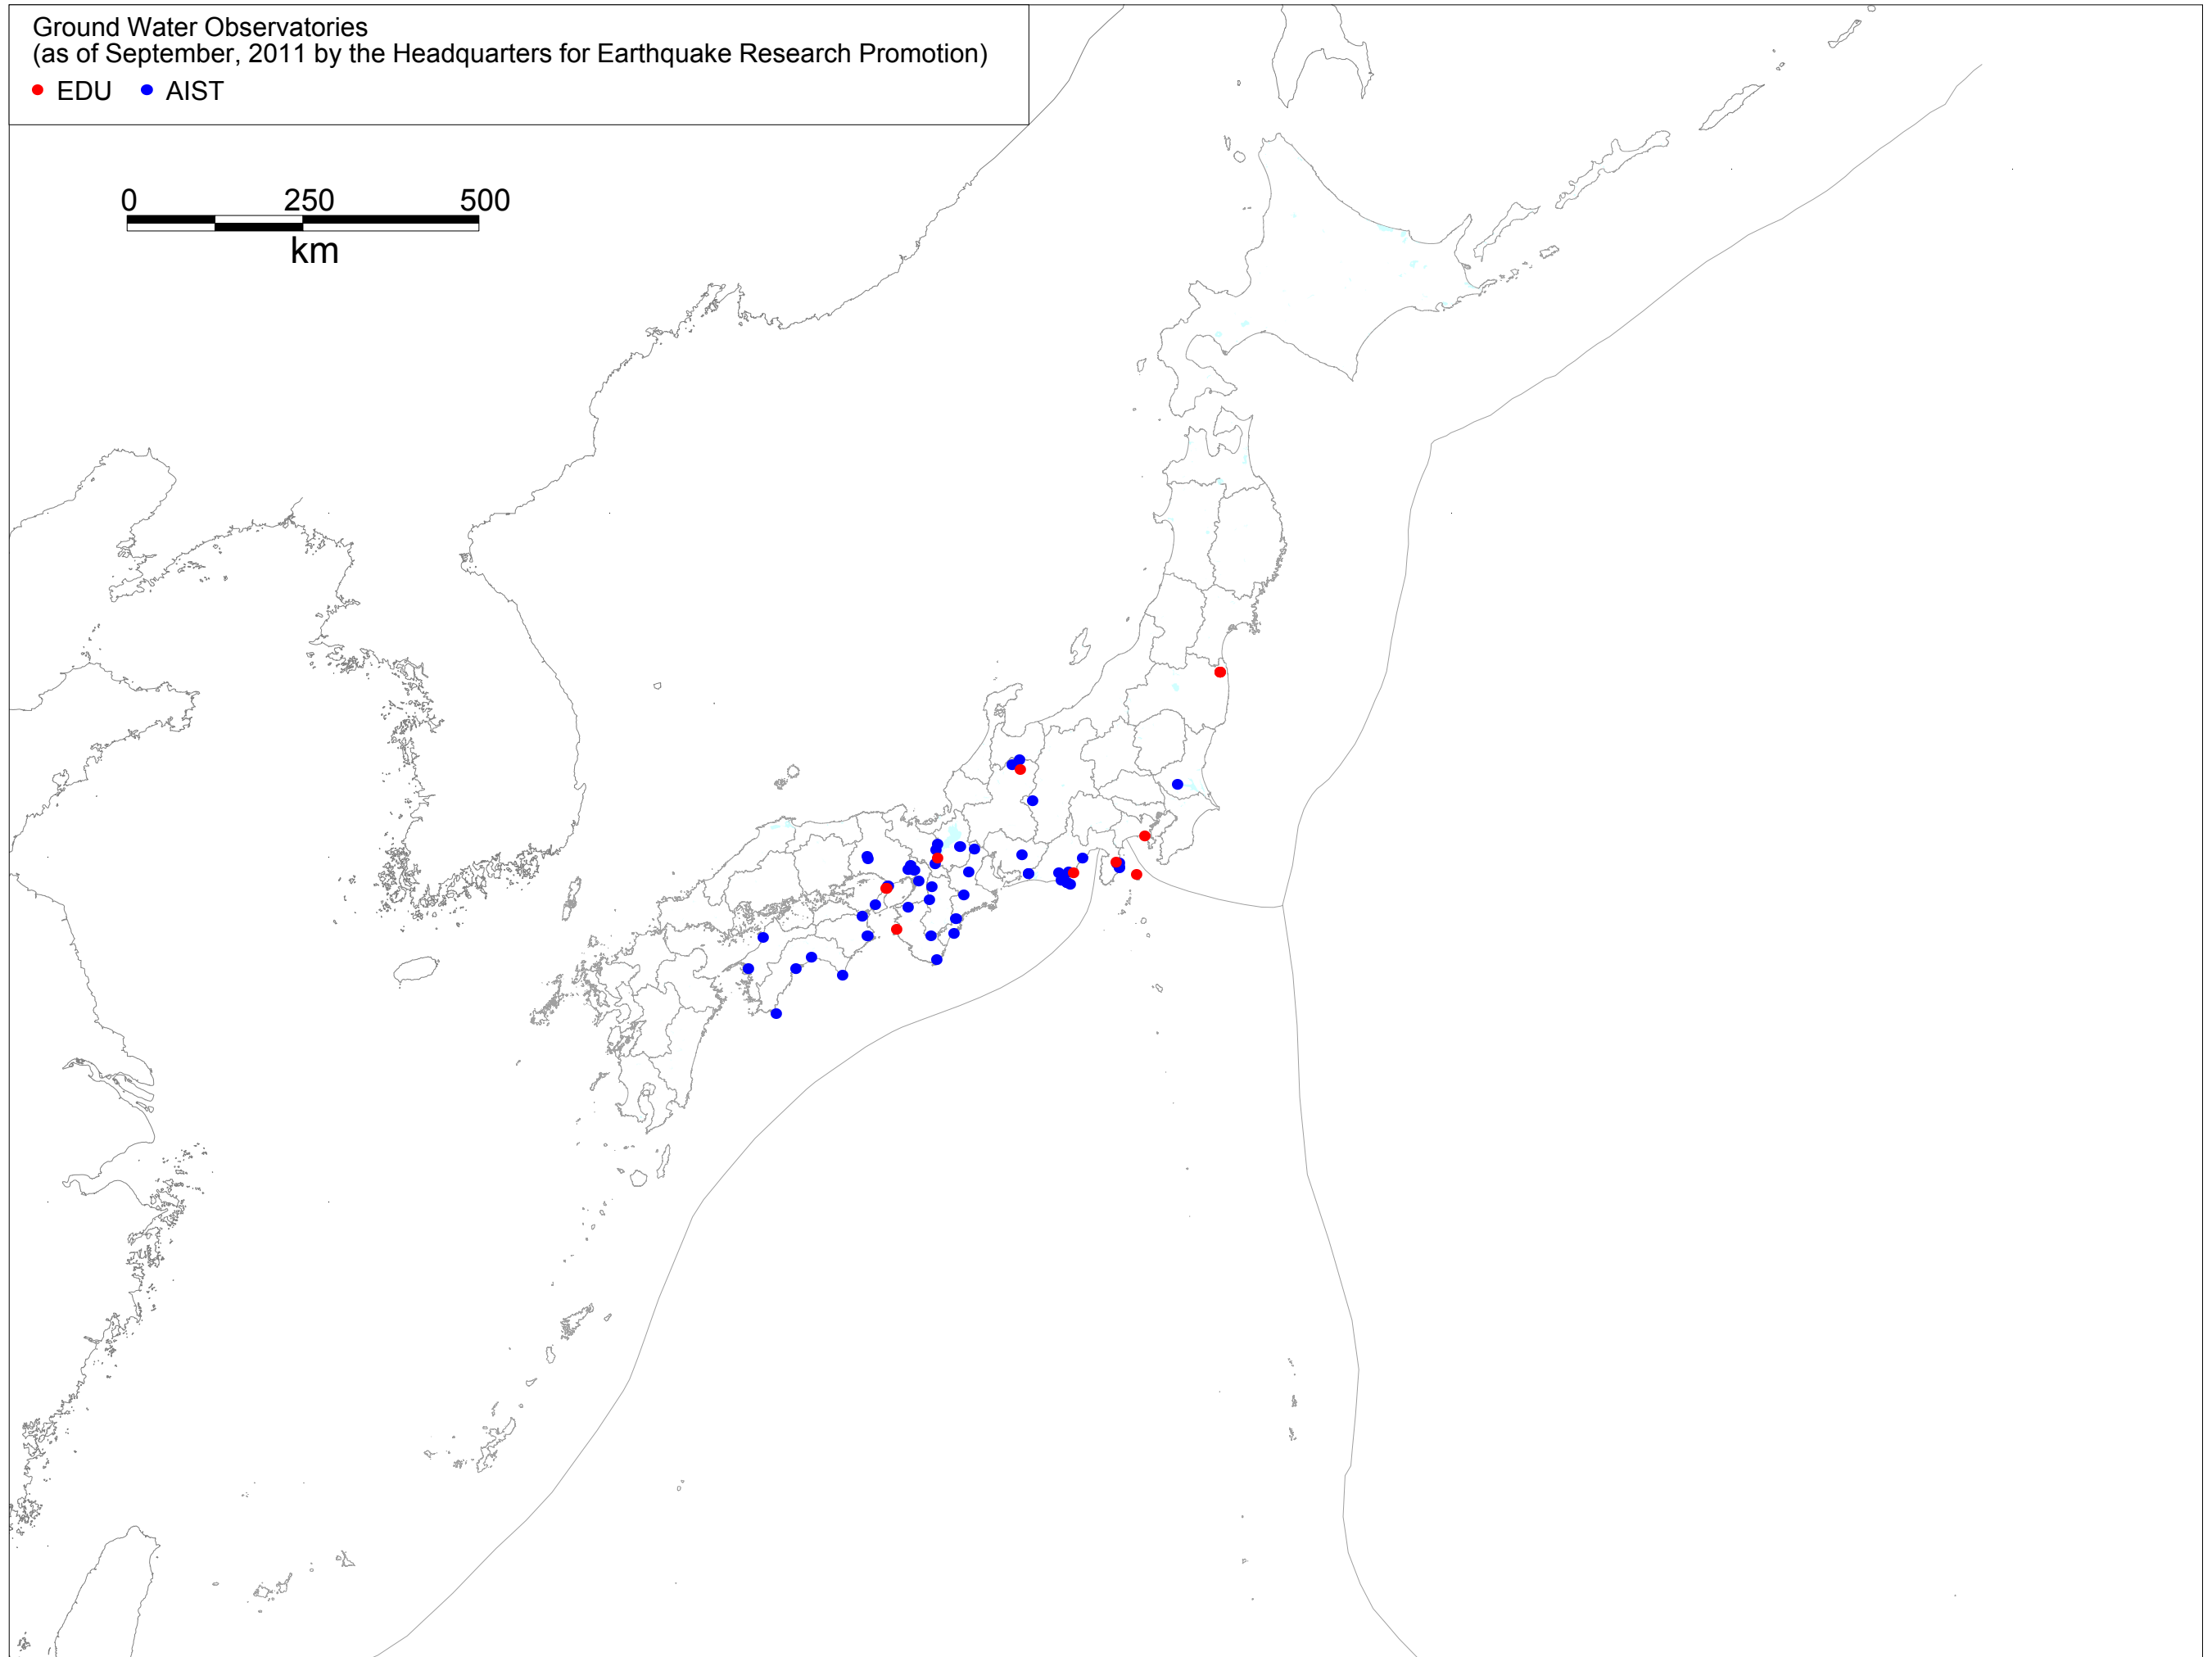 Ground Water Observatories
(as of September, 2011 by the Headquarters for Earthquake Research Promotion)
EDU AIST
0 250 500
km